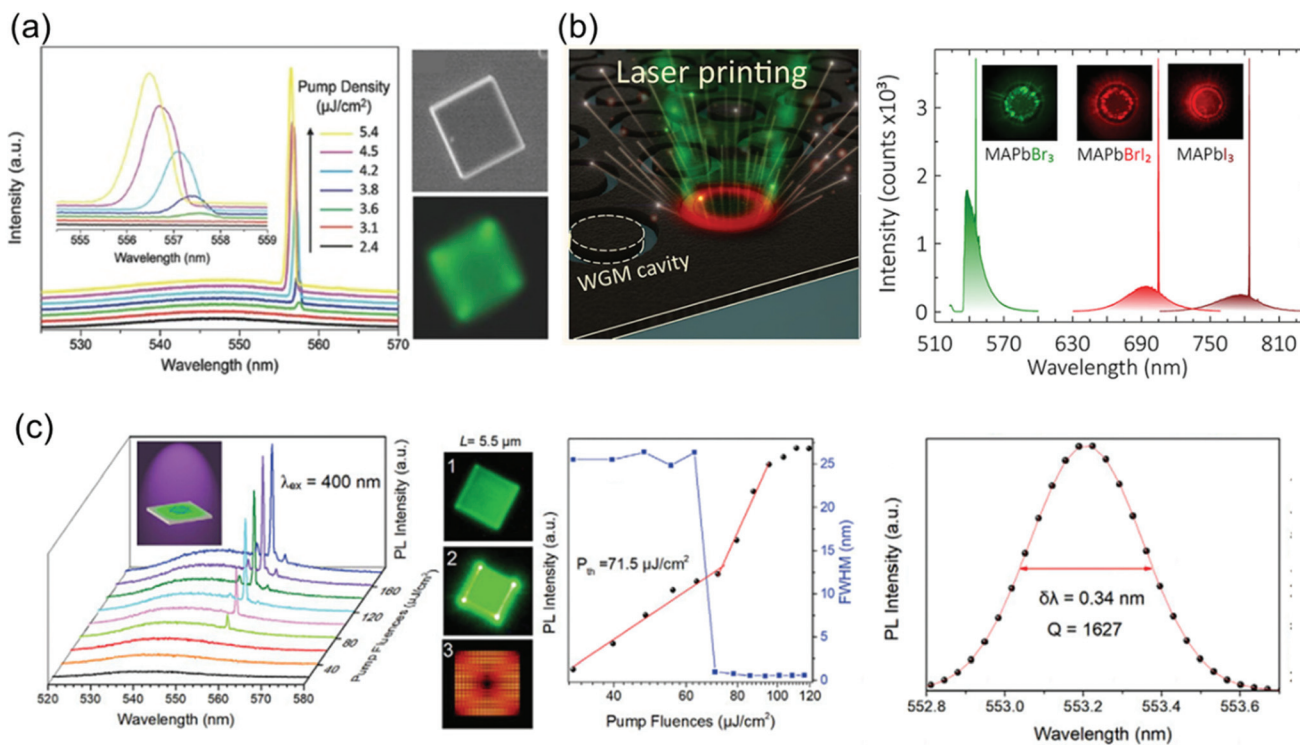 (a)
Intensity (a.u.)
Pump Density
(μJ/cm²)
5.4
4.5
4.2
3.8
3.6
3.1
2.4
555 556 557 558 559
Wavelength (nm)
530 540 550 560 570
Wavelength (nm)
(b)
Laser printing
WGM cavity
Intensity (counts x10³)
3
2
1
0
MAPbBr₃
MAPbBrI₂
MAPbI₃
510 570 630 690 750 810
Wavelength (nm)
(c)
λex = 400 nm
PL Intensity (a.u.)
160
120
80
40
Pump Fluences (μJ/cm²)
520 530 540 550 560 570 580
Wavelength (nm)
L= 5.5 μm
1
2
3
PL Intensity (a.u.)
Pth =71.5 μJ/cm²
25
20
15
10
5
0
FWHM (nm)
40 60 80 100 120
Pump Fluences (μJ/cm²)
PL Intensity (a.u.)
δλ = 0.34 nm
Q = 1627
552.8 553.0 553.2 553.4 553.6
Wavelength (nm)